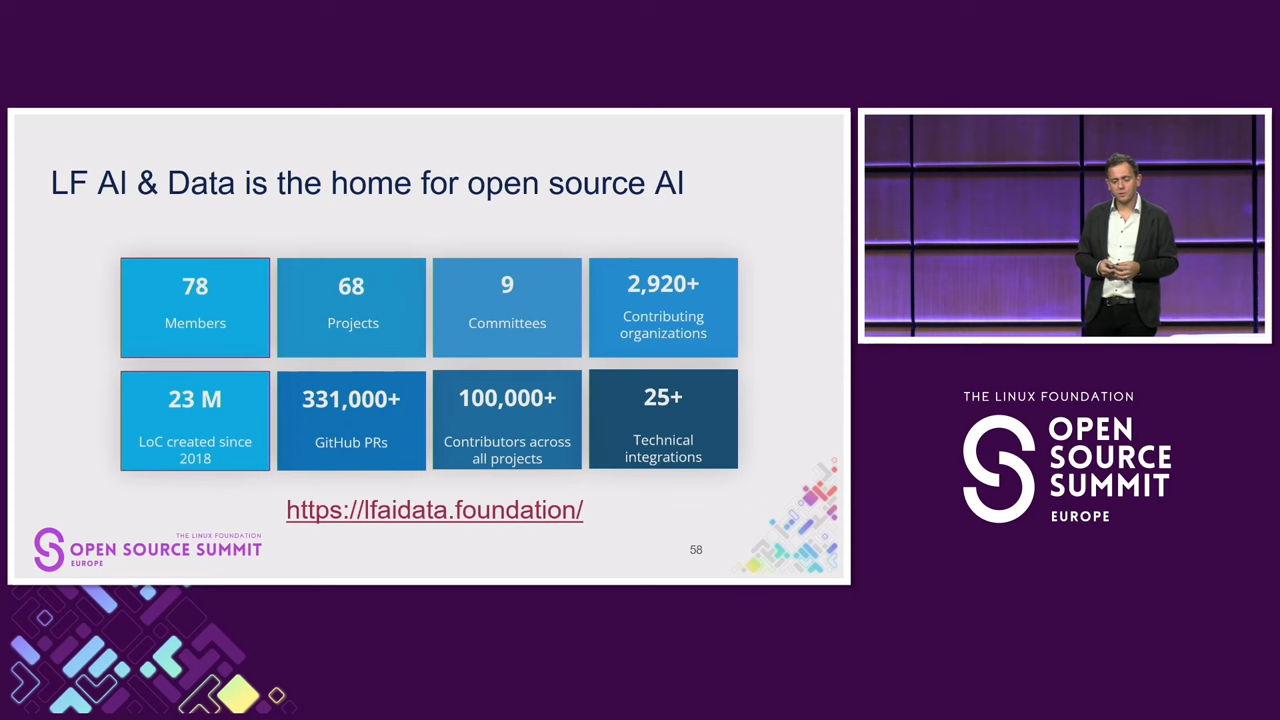 LF AI & Data is the home for open source AI
78
Members
68
Projects
9
Committees
2,920+
Contributing
organizations
23 M
LoC created since
2018
331,000+
GitHub PRs
100,000+
Contributors across
all projects
25+
Technical
integrations
https://lfaidata.foundation/
THE LINUX FOUNDATION
OPEN SOURCE SUMMIT
EUROPE
58
THE LINUX FOUNDATION
OPEN
SOURCE
SUMMIT
EUROPE